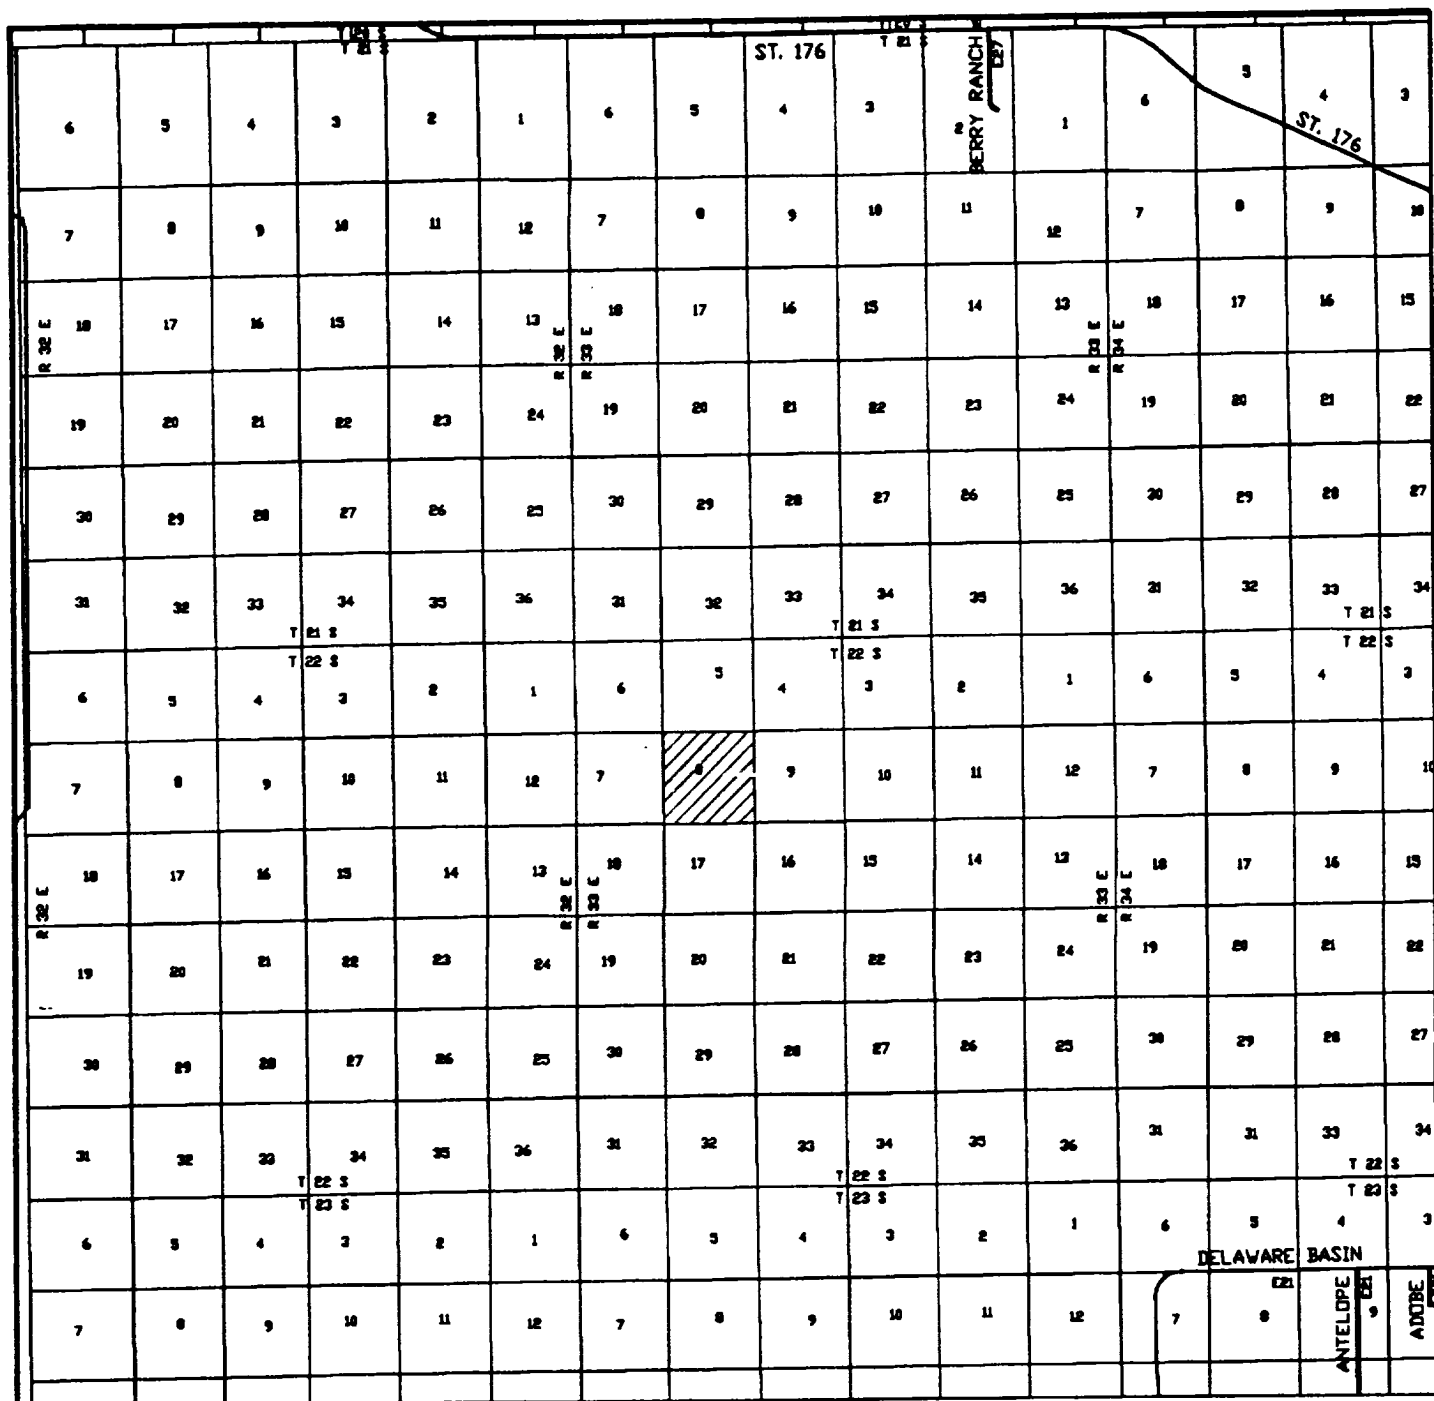 T 21 S
ST. 176
T 21 S
BERRY RANCH
C27
6 5 4 3 2 1 6 5 4 3 2 1 6 5 4 3
ST. 176
7 8 9 10 11 12 7 8 9 10 11 12 7 8 9 10
18 17 16 15 14 13 18 17 16 15 14 13 18 17 16 15
R 32 E
R 32 E
R 33 E
R 33 E
R 34 E
19 20 21 22 23 24 19 20 21 22 23 24 19 20 21 22
30 29 28 27 26 25 30 29 28 27 26 25 30 29 28 27
31 32 33 34 35 36 31 32 33 34 35 36 31 32 33 34
T 21 S
T 21 S
T 21 S
T 22 S
T 22 S
T 22 S
6 5 4 3 2 1 6 5 4 3 2 1 6 5 4 3
7 8 9 10 11 12 7 8 9 10 11 12 7 8 9 10
18 17 16 15 14 13 18 17 16 15 14 13 18 17 16 15
R 32 E
R 32 E
R 33 E
R 33 E
R 34 E
19 20 21 22 23 24 19 20 21 22 23 24 19 20 21 22
30 29 28 27 26 25 30 29 28 27 26 25 30 29 28 27
31 32 33 34 35 36 31 32 33 34 35 36 31 31 33 34
T 22 S
T 22 S
T 22 S
T 23 S
T 23 S
T 23 S
6 5 4 3 2 1 6 5 4 3 2 1 6 5 4 3
DELAWARE BASIN
C21
ANTELOPE
C21
ADOBE
7 8 9 10 11 12 7 8 9 10 11 12 7 8 9